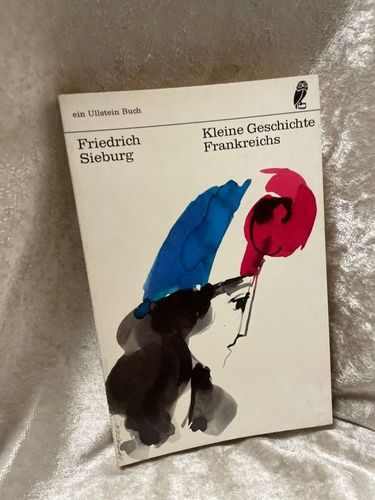 ein Ullstein Buch
Friedrich
Sieburg
Kleine Geschichte
Frankreichs